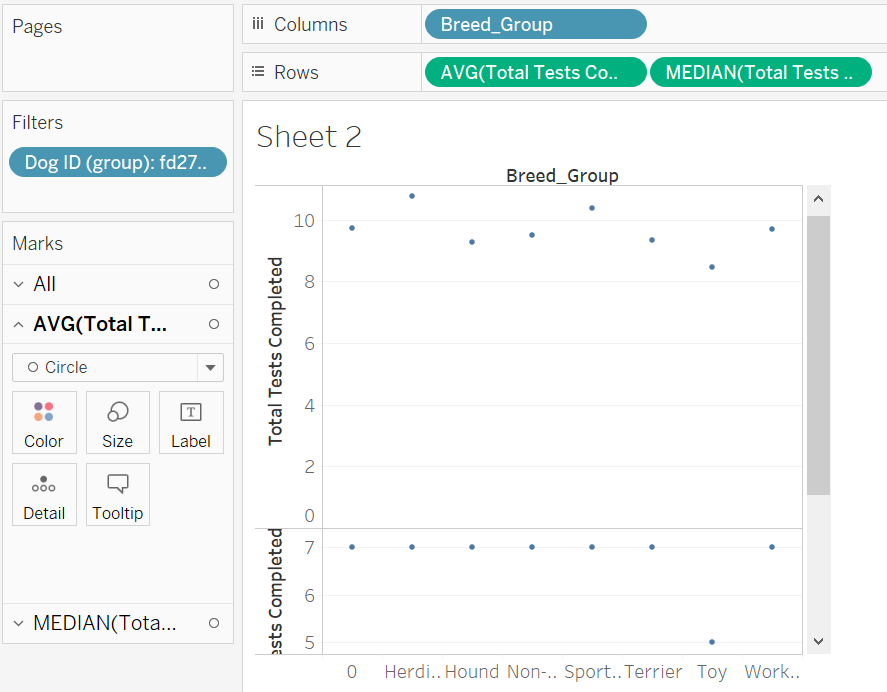 Pages
Columns
Breed_Group
Rows
AVG(Total Tests Co..
MEDIAN(Total Tests ..
Filters
Dog ID (group): fd27..
Marks
All
AVG(Total T...
Circle
Color
Size
Label
Detail
Tooltip
MEDIAN(Tota...
Sheet 2
Breed_Group
Total Tests Completed
10
8
6
4
2
0
ests Completed
7
6
5
0
Herdi..
Hound
Non-..
Sport..
Terrier
Toy
Work..